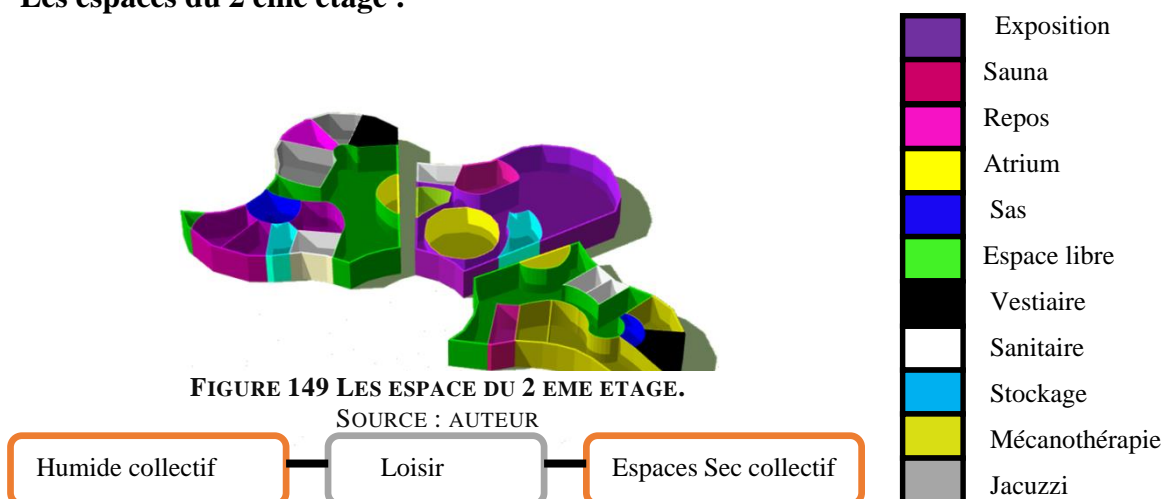 Les espaces du 2 eme etage :
Exposition
Sauna
Repos
Atrium
Sas
Espace libre
Vestiaire
Sanitaire
Stockage
Mécanothérapie
Jacuzzi
FIGURE 149 LES ESPACE DU 2 EME ETAGE.
SOURCE : AUTEUR
Humide collectif
Loisir
Espaces Sec collectif